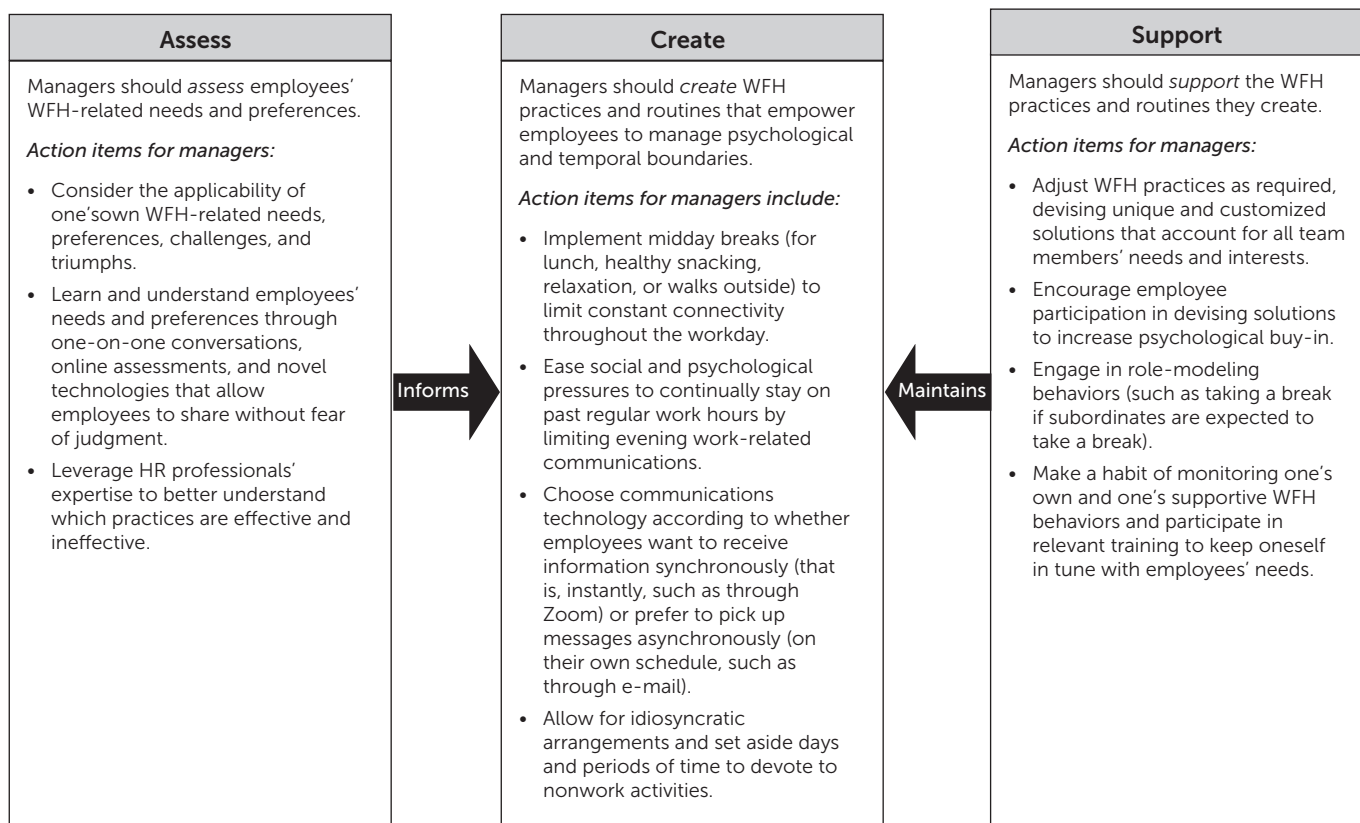 Assess
Managers should assess employees’
WFH-related needs and preferences.
Action items for managers:
• Consider the applicability of
one’sown WFH-related needs,
preferences, challenges, and
triumphs.
• Learn and understand employees’
needs and preferences through
one-on-one conversations,
online assessments, and novel
technologies that allow
employees to share without fear
of judgment.
• Leverage HR professionals’
expertise to better understand
which practices are effective and
ineffective.
Informs
Create
Managers should create WFH
practices and routines that empower
employees to manage psychological
and temporal boundaries.
Action items for managers include:
• Implement midday breaks (for
lunch, healthy snacking,
relaxation, or walks outside) to
limit constant connectivity
throughout the workday.
• Ease social and psychological
pressures to continually stay on
past regular work hours by
limiting evening work-related
communications.
• Choose communications
technology according to whether
employees want to receive
information synchronously (that
is, instantly, such as through
Zoom) or prefer to pick up
messages asynchronously (on
their own schedule, such as
through e-mail).
• Allow for idiosyncratic
arrangements and set aside days
and periods of time to devote to
nonwork activities.
Maintains
Support
Managers should support the WFH
practices and routines they create.
Action items for managers:
• Adjust WFH practices as required,
devising unique and customized
solutions that account for all team
members’ needs and interests.
• Encourage employee
participation in devising solutions
to increase psychological buy-in.
• Engage in role-modeling
behaviors (such as taking a break
if subordinates are expected to
take a break).
• Make a habit of monitoring one’s
own and one’s supportive WFH
behaviors and participate in
relevant training to keep oneself
in tune with employees’ needs.